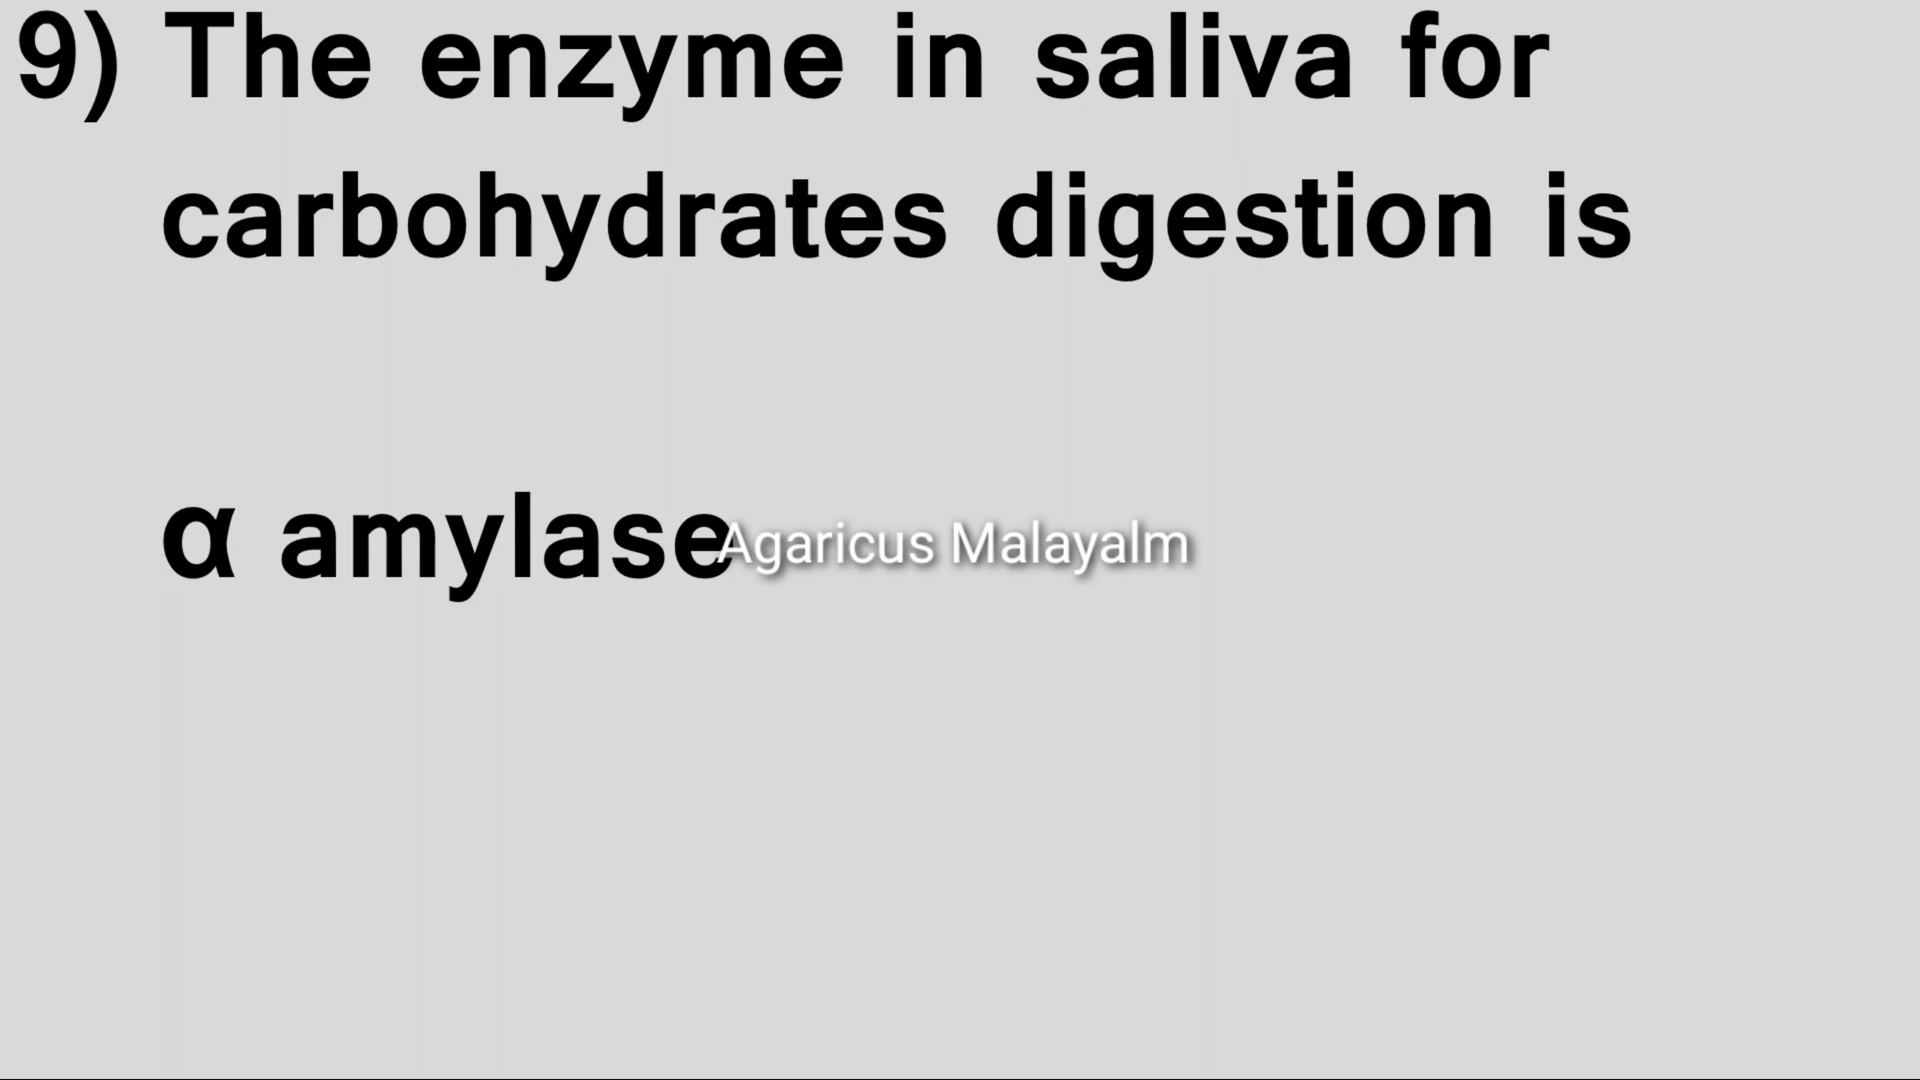 9) The enzyme in saliva for
carbohydrates digestion is
α amylase
Agaricus Malayalm